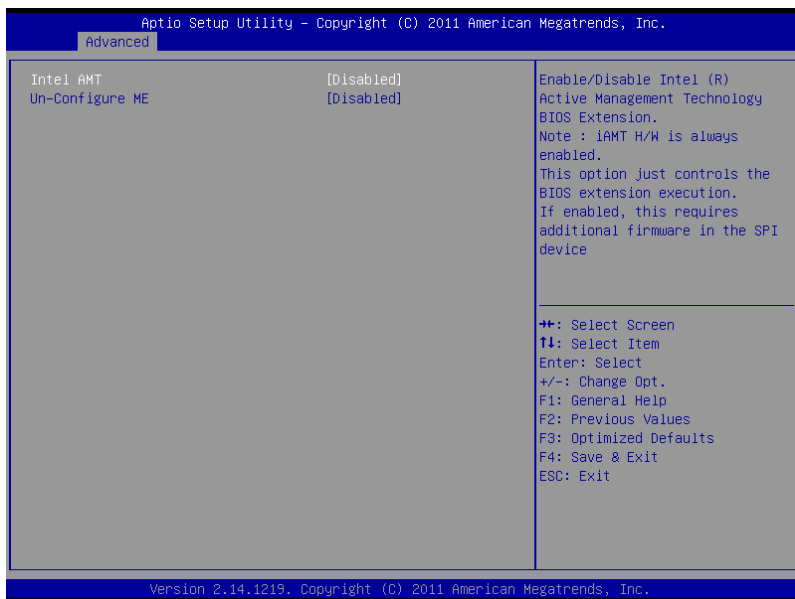 Aptio Setup Utility – Copyright (C) 2011 American Megatrends, Inc.
Advanced
Intel AMT [Disabled]
Un-Configure ME [Disabled]
Enable/Disable Intel (R)
Active Management Technology
BIOS Extension.
Note : iAMT H/W is always
enabled.
This option just controls the
BIOS extension execution.
If enabled, this requires
additional firmware in the SPI
device
→←: Select Screen
↑↓: Select Item
Enter: Select
+/-: Change Opt.
F1: General Help
F2: Previous Values
F3: Optimized Defaults
F4: Save & Exit
ESC: Exit
Version 2.14.1219. Copyright (C) 2011 American Megatrends, Inc.